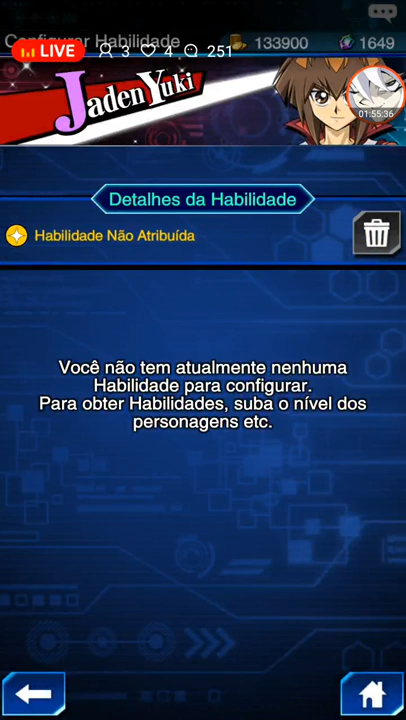 Configurar Habilidade
133900
1649
LIVE
3
4
251
Jaden Yuki
01:55:36
Detalhes da Habilidade
Habilidade Não Atribuída
Você não tem atualmente nenhuma
Habilidade para configurar.
Para obter Habilidades, suba o nível dos
personagens etc.